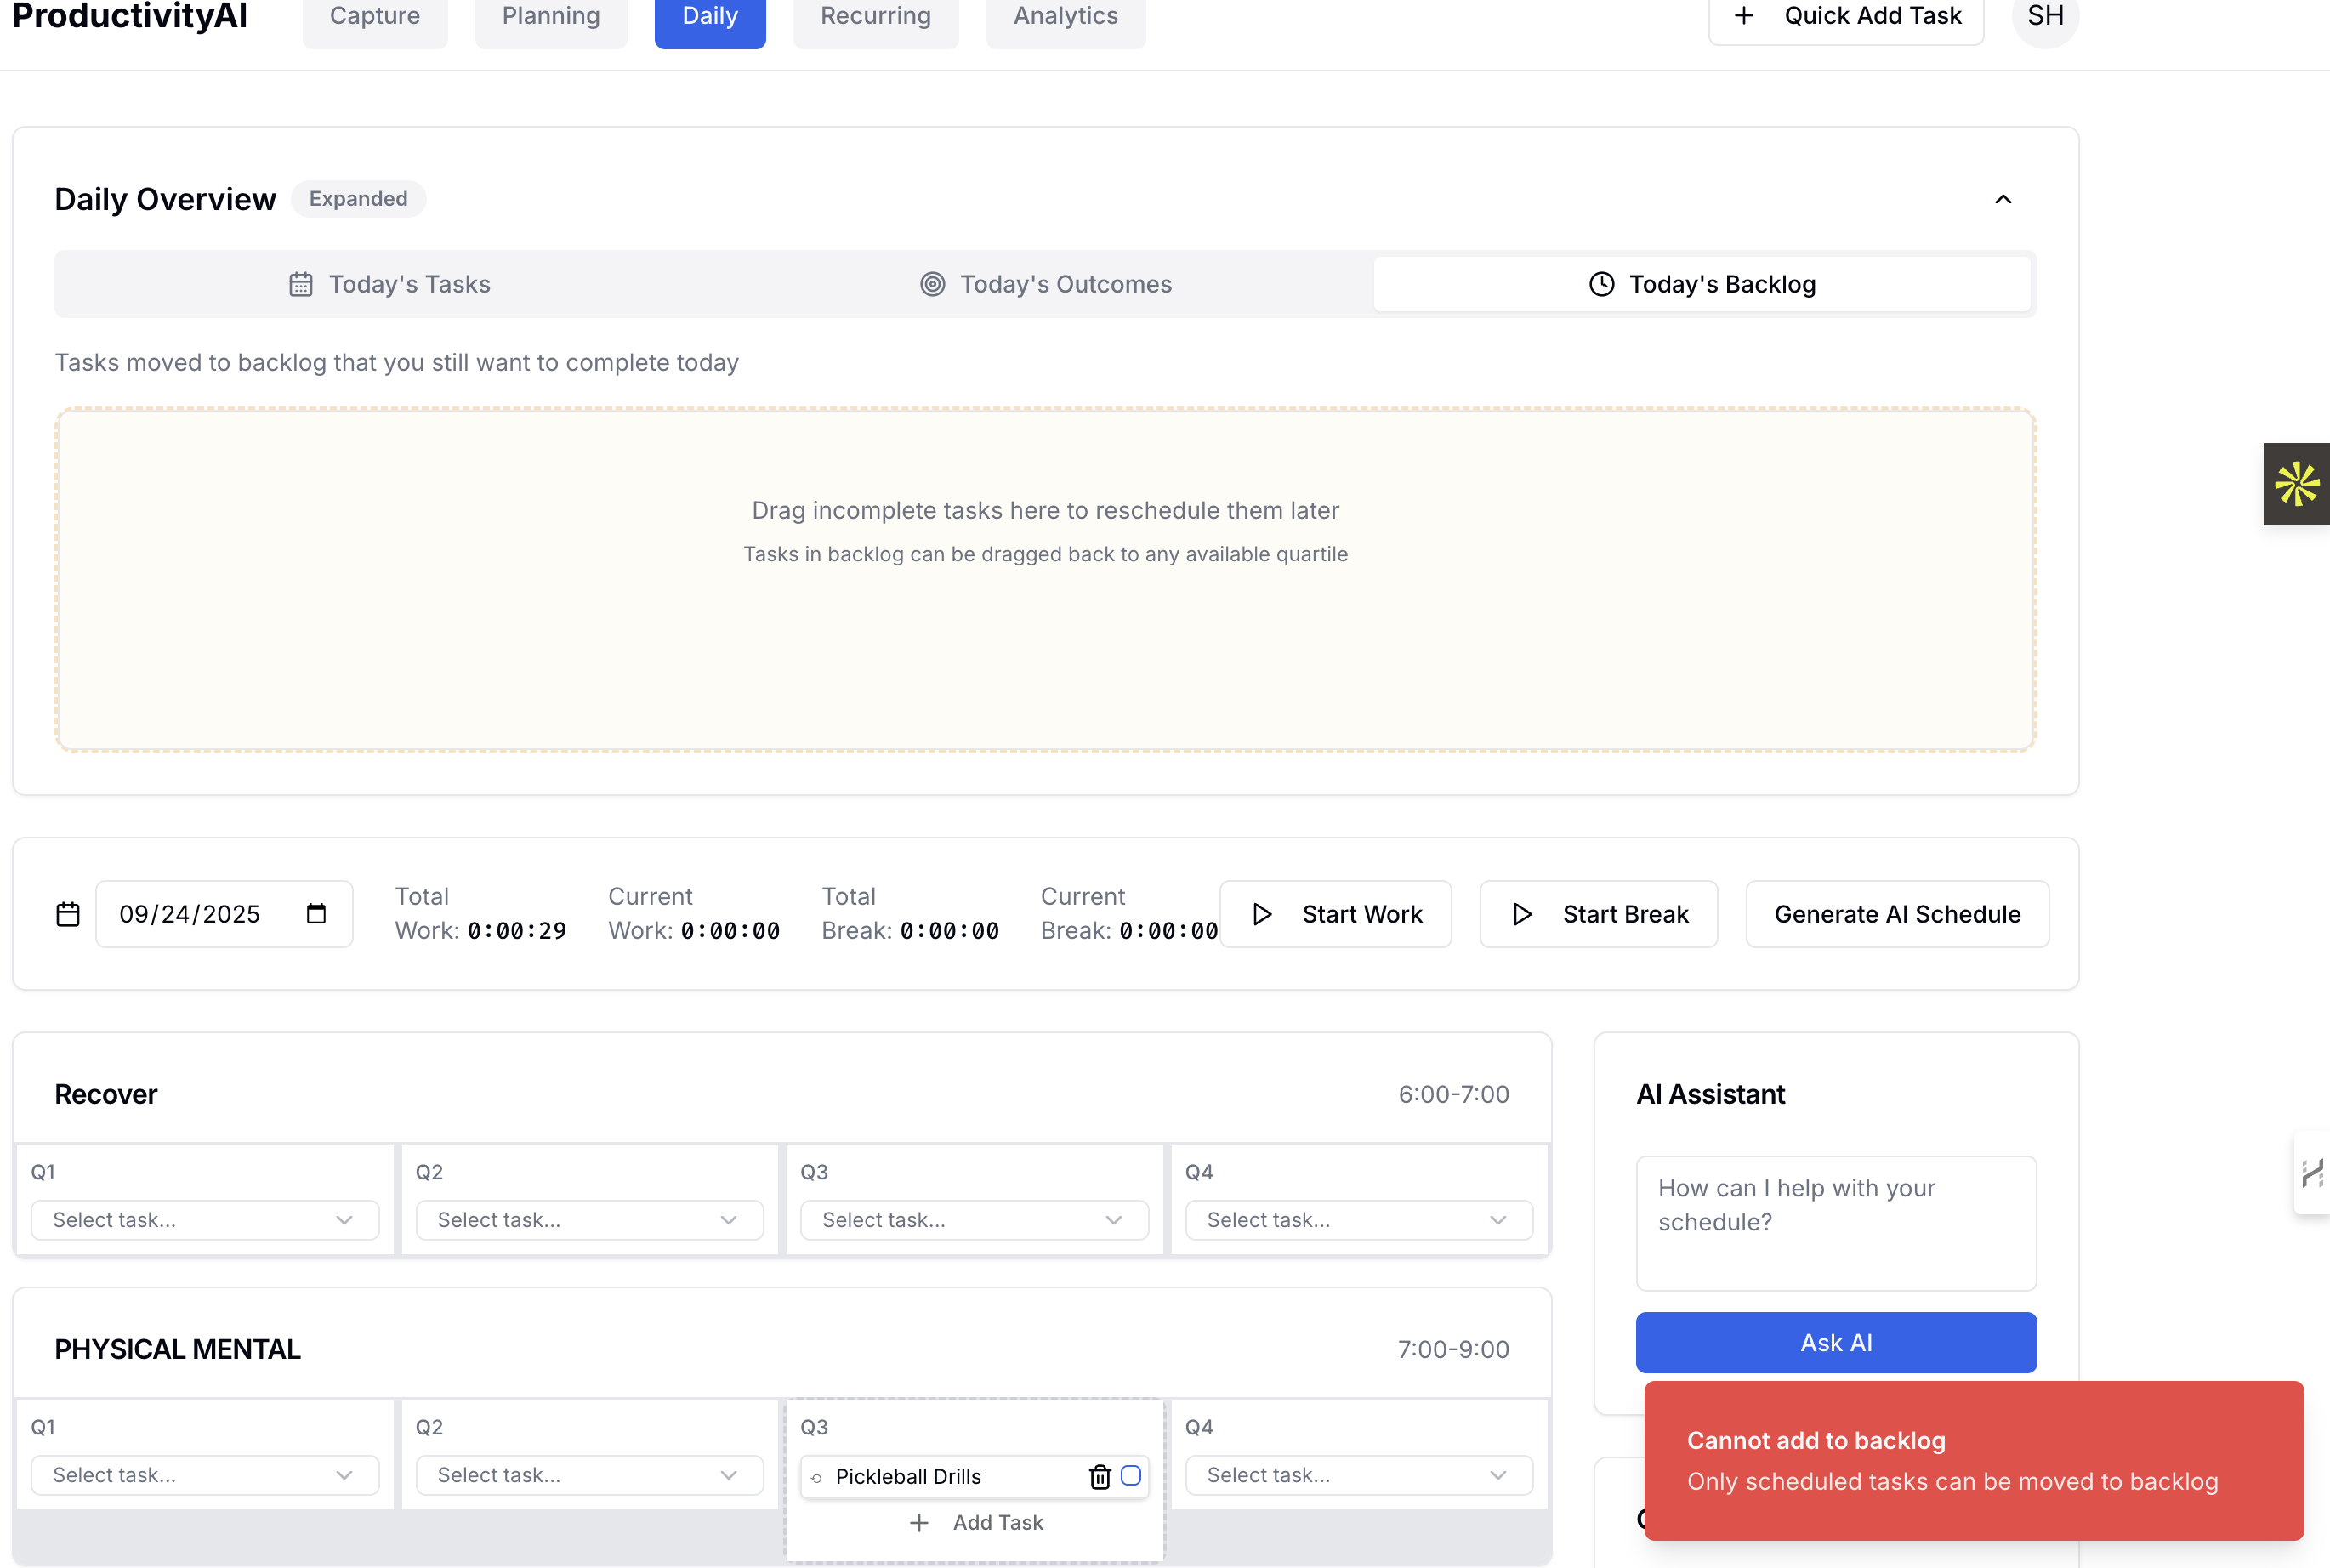 ProductivityAI
Capture
Planning
Daily
Recurring
Analytics
Quick Add Task
SH
Daily Overview
Expanded
Today's Tasks
Today's Outcomes
Today's Backlog
Tasks moved to backlog that you still want to complete today
Drag incomplete tasks here to reschedule them later
Tasks in backlog can be dragged back to any available quartile
09/24/2025
Total
Work: 0:00:29
Current
Work: 0:00:00
Total
Break: 0:00:00
Current
Break: 0:00:00
Start Work
Start Break
Generate AI Schedule
Recover
6:00-7:00
Q1
Select task...
Q2
Select task...
Q3
Select task...
Q4
Select task...
PHYSICAL MENTAL
7:00-9:00
Q1
Select task...
Q2
Select task...
Q3
Pickleball Drills
Add Task
Q4
Select task...
AI Assistant
How can I help with your
schedule?
Ask AI
Cannot add to backlog
Only scheduled tasks can be moved to backlog